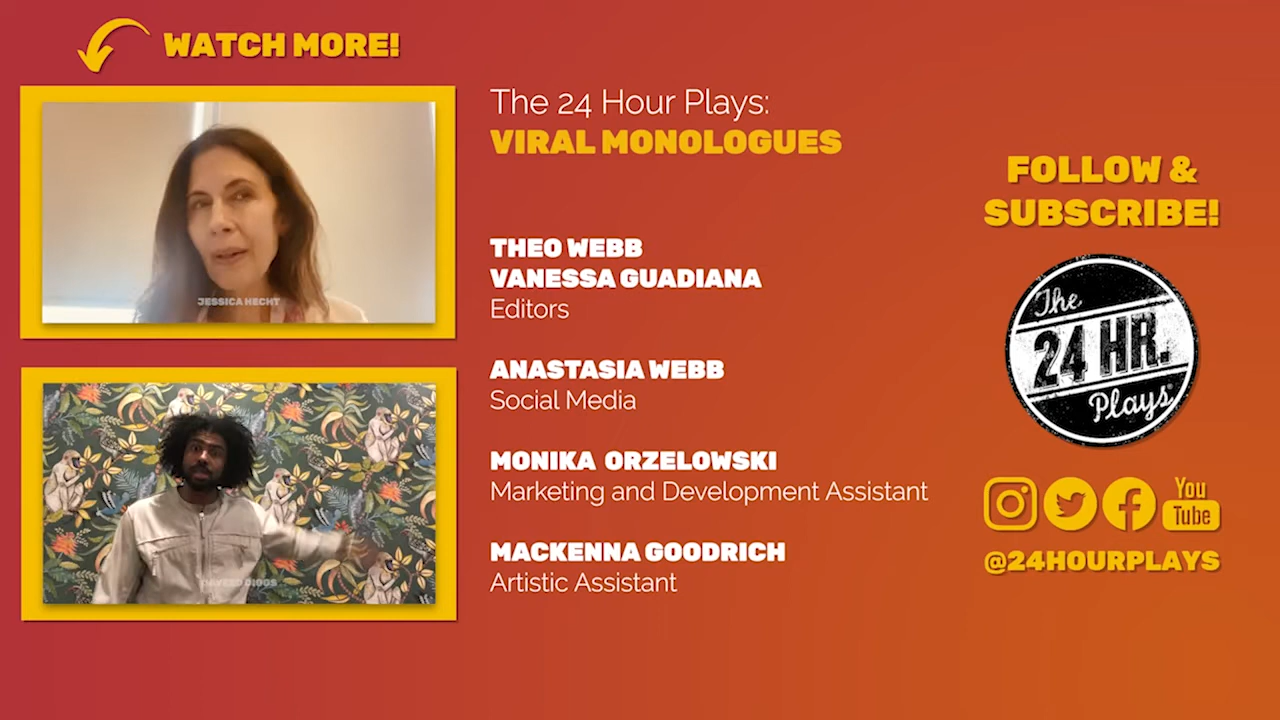 WATCH MORE!
JESSICA HECHT
DAVEED DIGGS
The 24 Hour Plays:
VIRAL MONOLOGUES
THEO WEBB
VANESSA GUADIANA
Editors
ANASTASIA WEBB
Social Media
MONIKA ORZELOWSKI
Marketing and Development Assistant
MACKENNA GOODRICH
Artistic Assistant
FOLLOW &
SUBSCRIBE!
The
24 HR.
Plays
You
Tube
@24HOURPLAYS